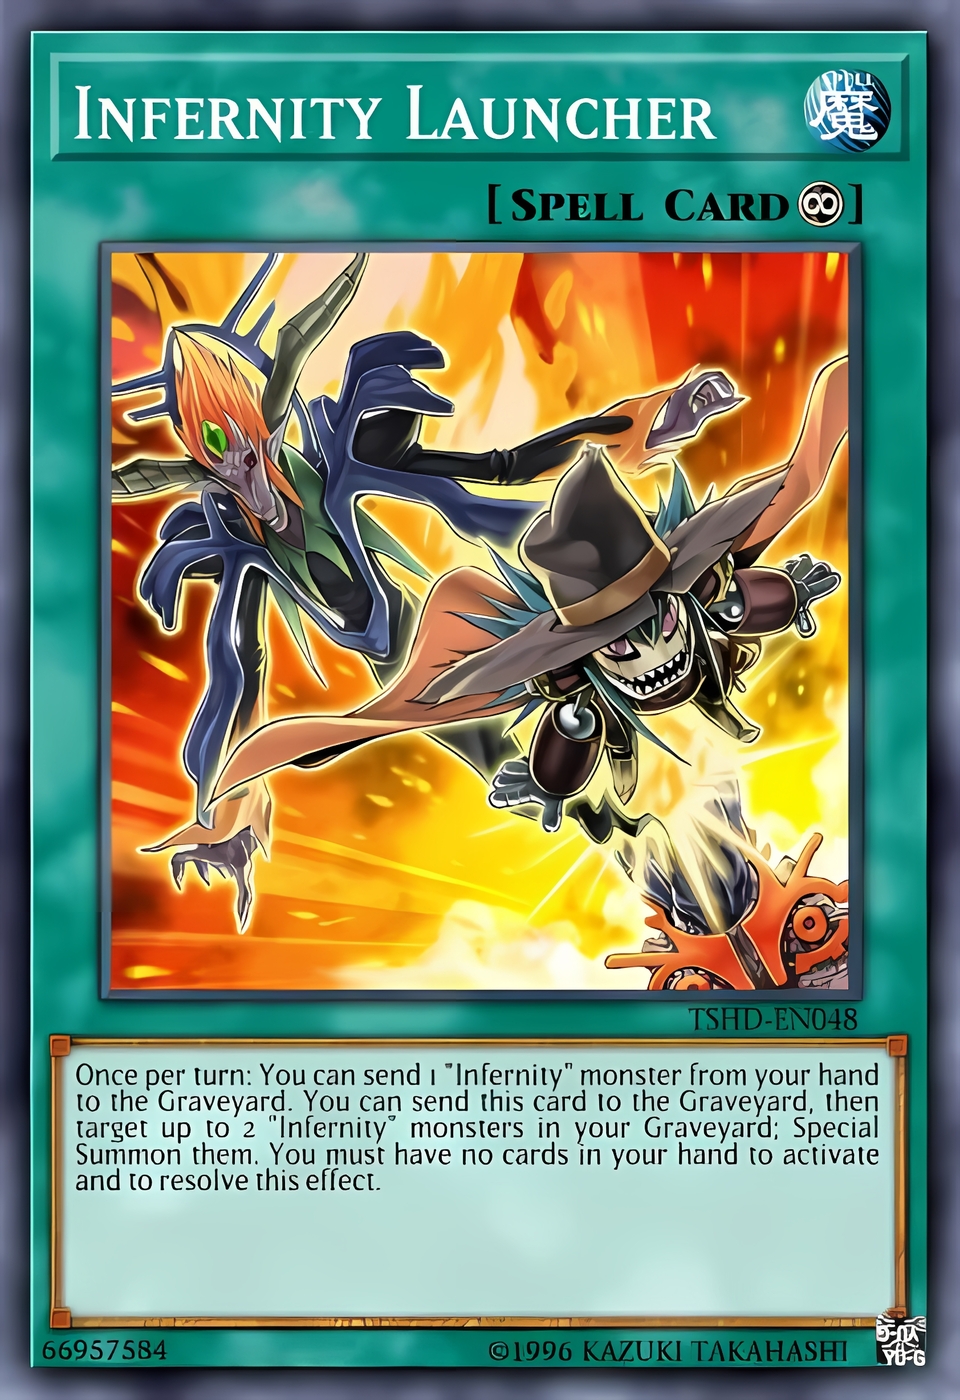 INFERNITY LAUNCHER
魔
[SPELL CARD]
TSHD-EN048
Once per turn: You can send 1 "Infernity" monster from your hand
to the Graveyard. You can send this card to the Graveyard, then
target up to 2 "Infernity" monsters in your Graveyard; Special
Summon them. You must have no cards in your hand to activate
and to resolve this effect.
66957584
©1996 KAZUKI TAKAHASHI